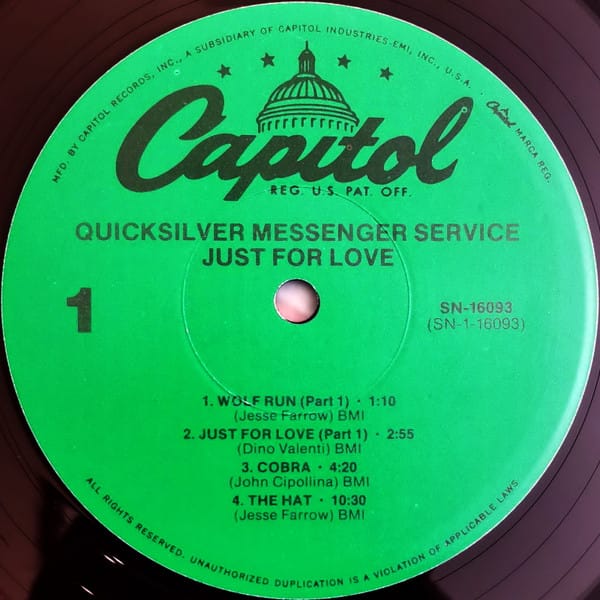 MFD. BY CAPITOL RECORDS, INC., A SUBSIDIARY OF CAPITOL INDUSTRIES-EMI, INC., U.S.A. · Capitol MARCA REG.
Capitol
REG. U.S. PAT. OFF.
QUICKSILVER MESSENGER SERVICE
JUST FOR LOVE
1
SN-16093
(SN-1-16093)
1. WOLF RUN (Part 1) · 1:10
(Jesse Farrow) BMI
2. JUST FOR LOVE (Part 1) · 2:55
(Dino Valenti) BMI
3. COBRA · 4:20
(John Cipollina) BMI
4. THE HAT · 10:30
(Jesse Farrow) BMI
ALL RIGHTS RESERVED. UNAUTHORIZED DUPLICATION IS A VIOLATION OF APPLICABLE LAWS